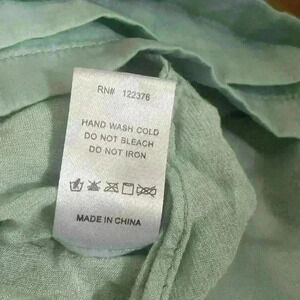 RN# 122376
HAND WASH COLD
DO NOT BLEACH
DO NOT IRON
MADE IN CHINA